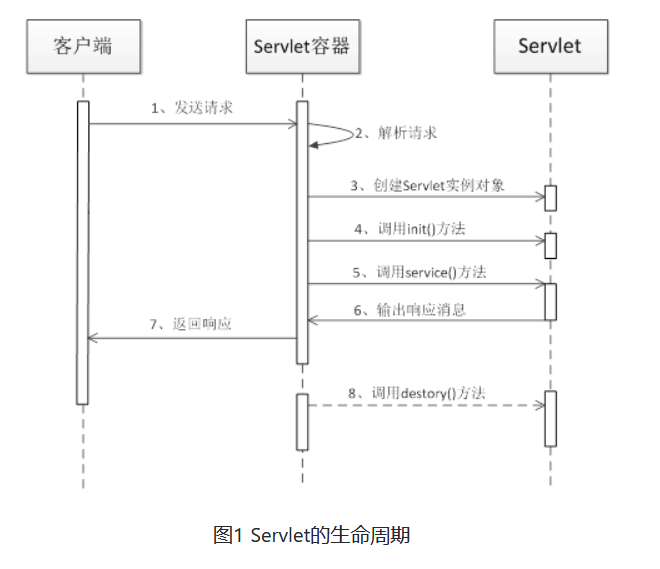 客户端
Servlet容器
Servlet
1、发送请求
2、解析请求
3、创建Servlet实例对象
4、调用init()方法
5、调用service()方法
6、输出响应消息
7、返回响应
8、调用destory()方法
图1 Servlet的生命周期